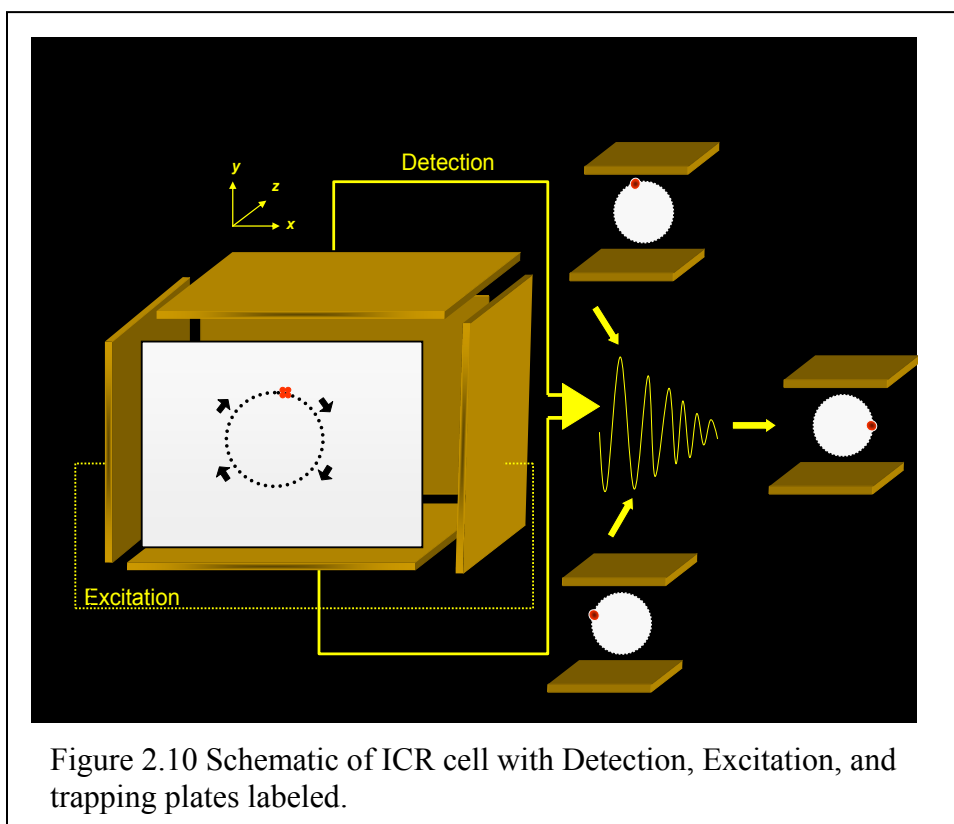 Detection
y
z
x
Excitation
Figure 2.10 Schematic of ICR cell with Detection, Excitation, and
trapping plates labeled.